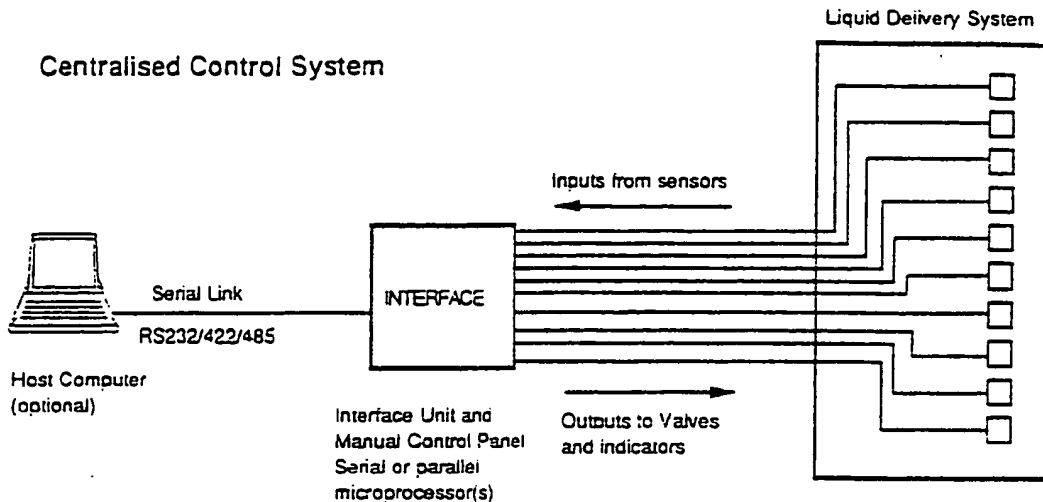 Liquid Delivery System
Centralised Control System
Inputs from sensors
INTERFACE
Serial Link
RS232/422/485
Host Computer
(optional)
Interface Unit and
Manual Control Panel
Serial or parallel
microprocessor(s)
Outputs to Valves
and indicators